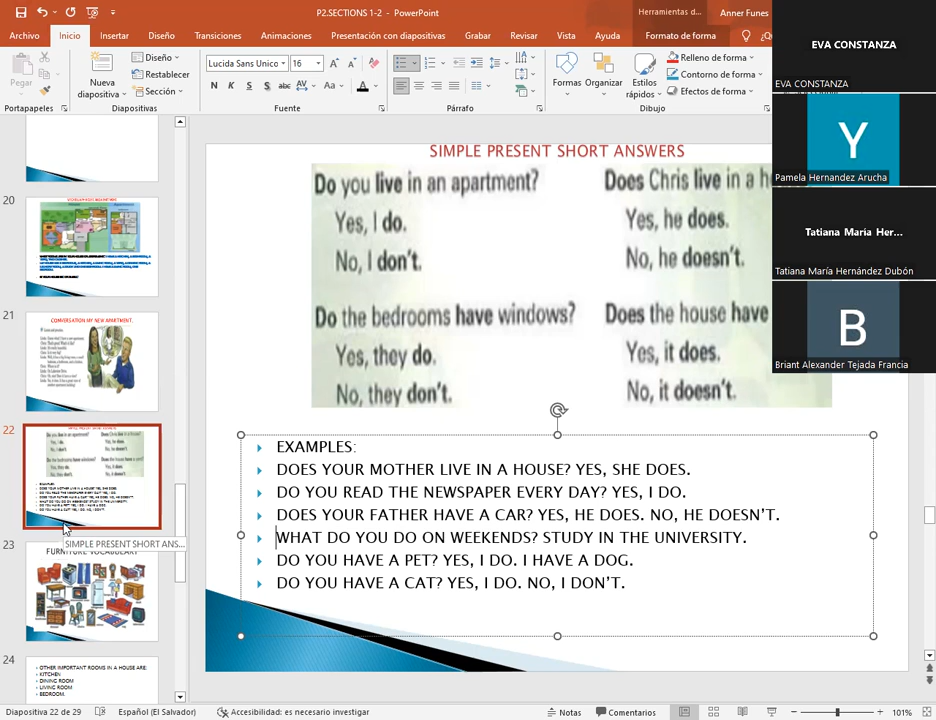 P2.SECTIONS 1-2 - PowerPoint
Herramientas d...
Anner Funes
Archivo Inicio Insertar Diseño Transiciones Animaciones Presentación con diapositivas Grabar Revisar Vista Ayuda Formato de forma
Pegar
Nueva diapositiva
Diseño
Restablecer
Sección
Lucida Sans Unico 16
N K S S abc AV Aa A
Formas Organizar Estilos rápidos
Relleno de forma
Contorno de forma
Efectos de forma
Portapapeles Diapositivas Fuente Párrafo Dibujo
EVA CONSTANZA
EVA CONSTANZA
Y
Pamela Hernandez Arucha
Tatiana María Her...
Tatiana María Hernández Dubón
B
Briant Alexander Tejada Francia
20
21
CONVERSATION:MY NEW APARTMENT.
22
SIMPLE PRESENT SHORT ANS...
23
FURNITURE VOCABULARY
24
OTHER IMPORTANT ROOMS IN A HOUSE ARE:
KITCHEN
DINING ROOM
LIVING ROOM
BEDROOM.
SIMPLE PRESENT SHORT ANSWERS
Do you live in an apartment?
Yes, I do.
No, I don't.
Does Chris live in a h
Yes, he does.
No, he doesn't.
Do the bedrooms have windows?
Yes, they do.
No, they don't.
Does the house have
Yes, it does.
No, it doesn't.
EXAMPLES:
DOES YOUR MOTHER LIVE IN A HOUSE? YES, SHE DOES.
DO YOU READ THE NEWSPAPER EVERY DAY? YES, I DO.
DOES YOUR FATHER HAVE A CAR? YES, HE DOES. NO, HE DOESN'T.
WHAT DO YOU DO ON WEEKENDS? STUDY IN THE UNIVERSITY.
DO YOU HAVE A PET? YES, I DO. I HAVE A DOG.
DO YOU HAVE A CAT? YES, I DO. NO, I DON'T.
Diapositiva 22 de 29 Español (El Salvador) Accesibilidad: es necesario investigar Notas Comentarios 101%